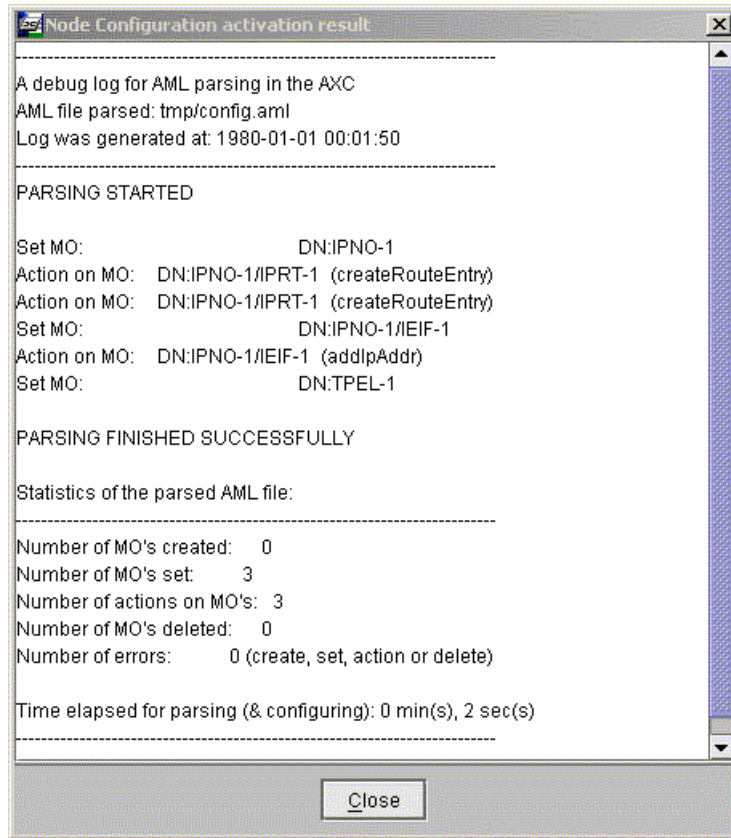 Node Configuration activation result
--------------------------------------------------------------------------
A debug log for AML parsing in the AXC
AML file parsed: tmp/config.aml
Log was generated at: 1980-01-01 00:01:50
--------------------------------------------------------------------------
PARSING STARTED
Set MO: DN:IPNO-1
Action on MO: DN:IPNO-1/IPRT-1 (createRouteEntry)
Action on MO: DN:IPNO-1/IPRT-1 (createRouteEntry)
Set MO: DN:IPNO-1/IEIF-1
Action on MO: DN:IPNO-1/IEIF-1 (addIpAddr)
Set MO: DN:TPEL-1
PARSING FINISHED SUCCESSFULLY
Statistics of the parsed AML file:
--------------------------------------------------------------------------
Number of MO's created: 0
Number of MO's set: 3
Number of actions on MO's: 3
Number of MO's deleted: 0
Number of errors: 0 (create, set, action or delete)
Time elapsed for parsing (& configuring): 0 min(s), 2 sec(s)
--------------------------------------------------------------------------
Close